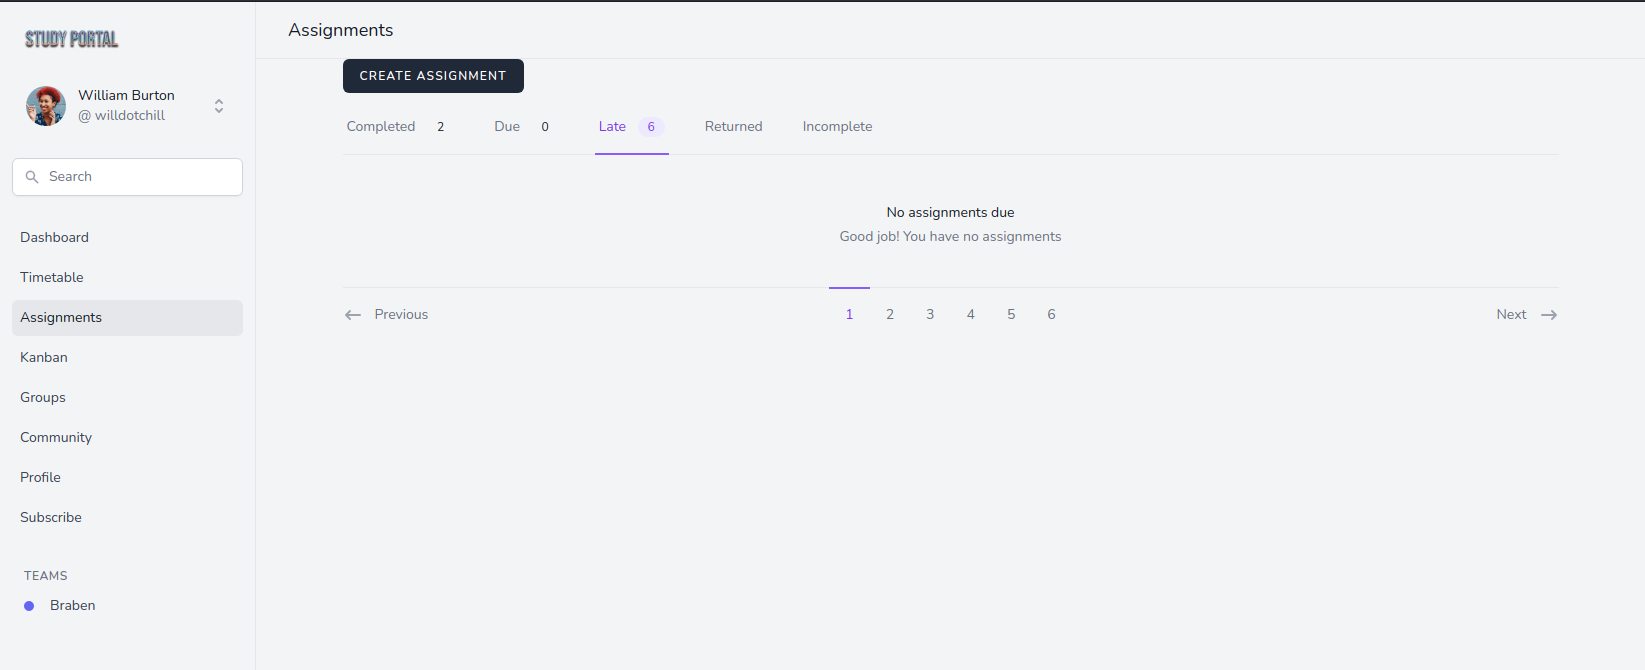 STUDY PORTAL
William Burton
@ willdotchill
Search
Dashboard
Timetable
Assignments
Kanban
Groups
Community
Profile
Subscribe
TEAMS
Braben
Assignments
CREATE ASSIGNMENT
Completed 2 Due 0 Late 6 Returned Incomplete
No assignments due
Good job! You have no assignments
← Previous 1 2 3 4 5 6 Next →